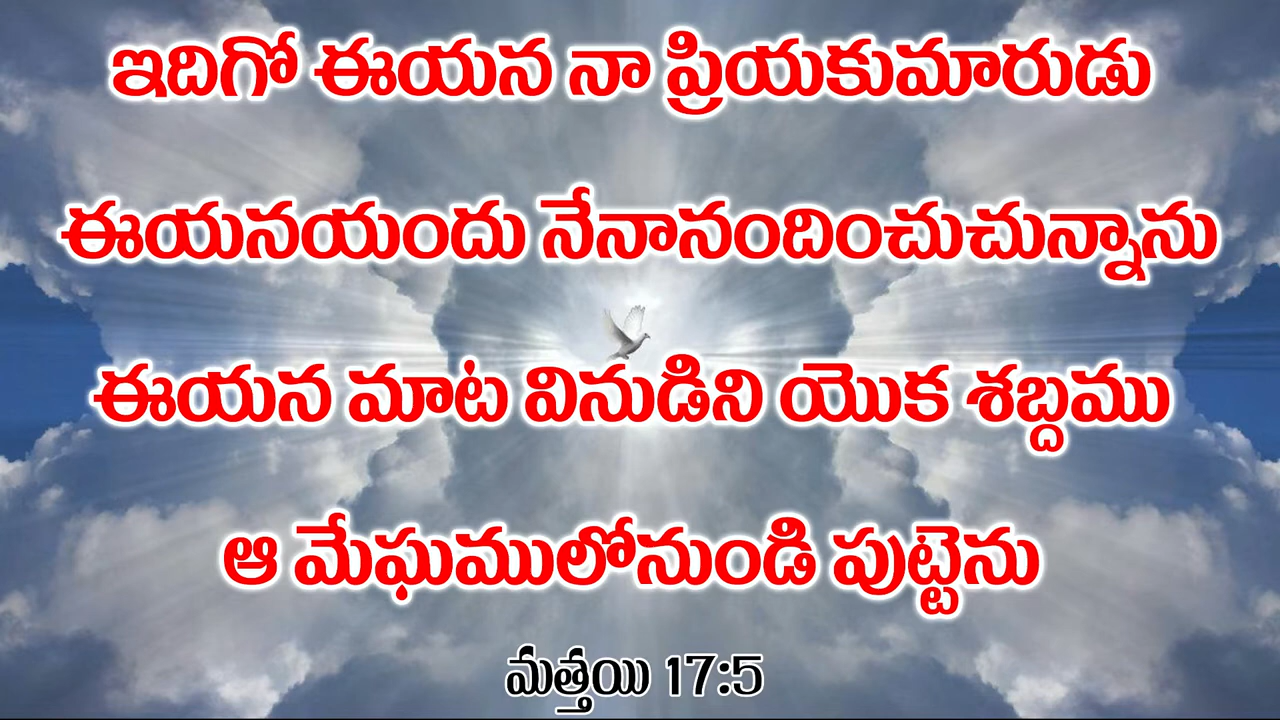 ఇదిగో ఈయన నా ప్రియకుమారుడు
ఈయనయందు నేనానందించుచున్నాను
ఈయన మాట వినుడిని యొక శబ్దము
ఆ మేఘములోనుండి పుట్టెను
మత్తయి 17:5